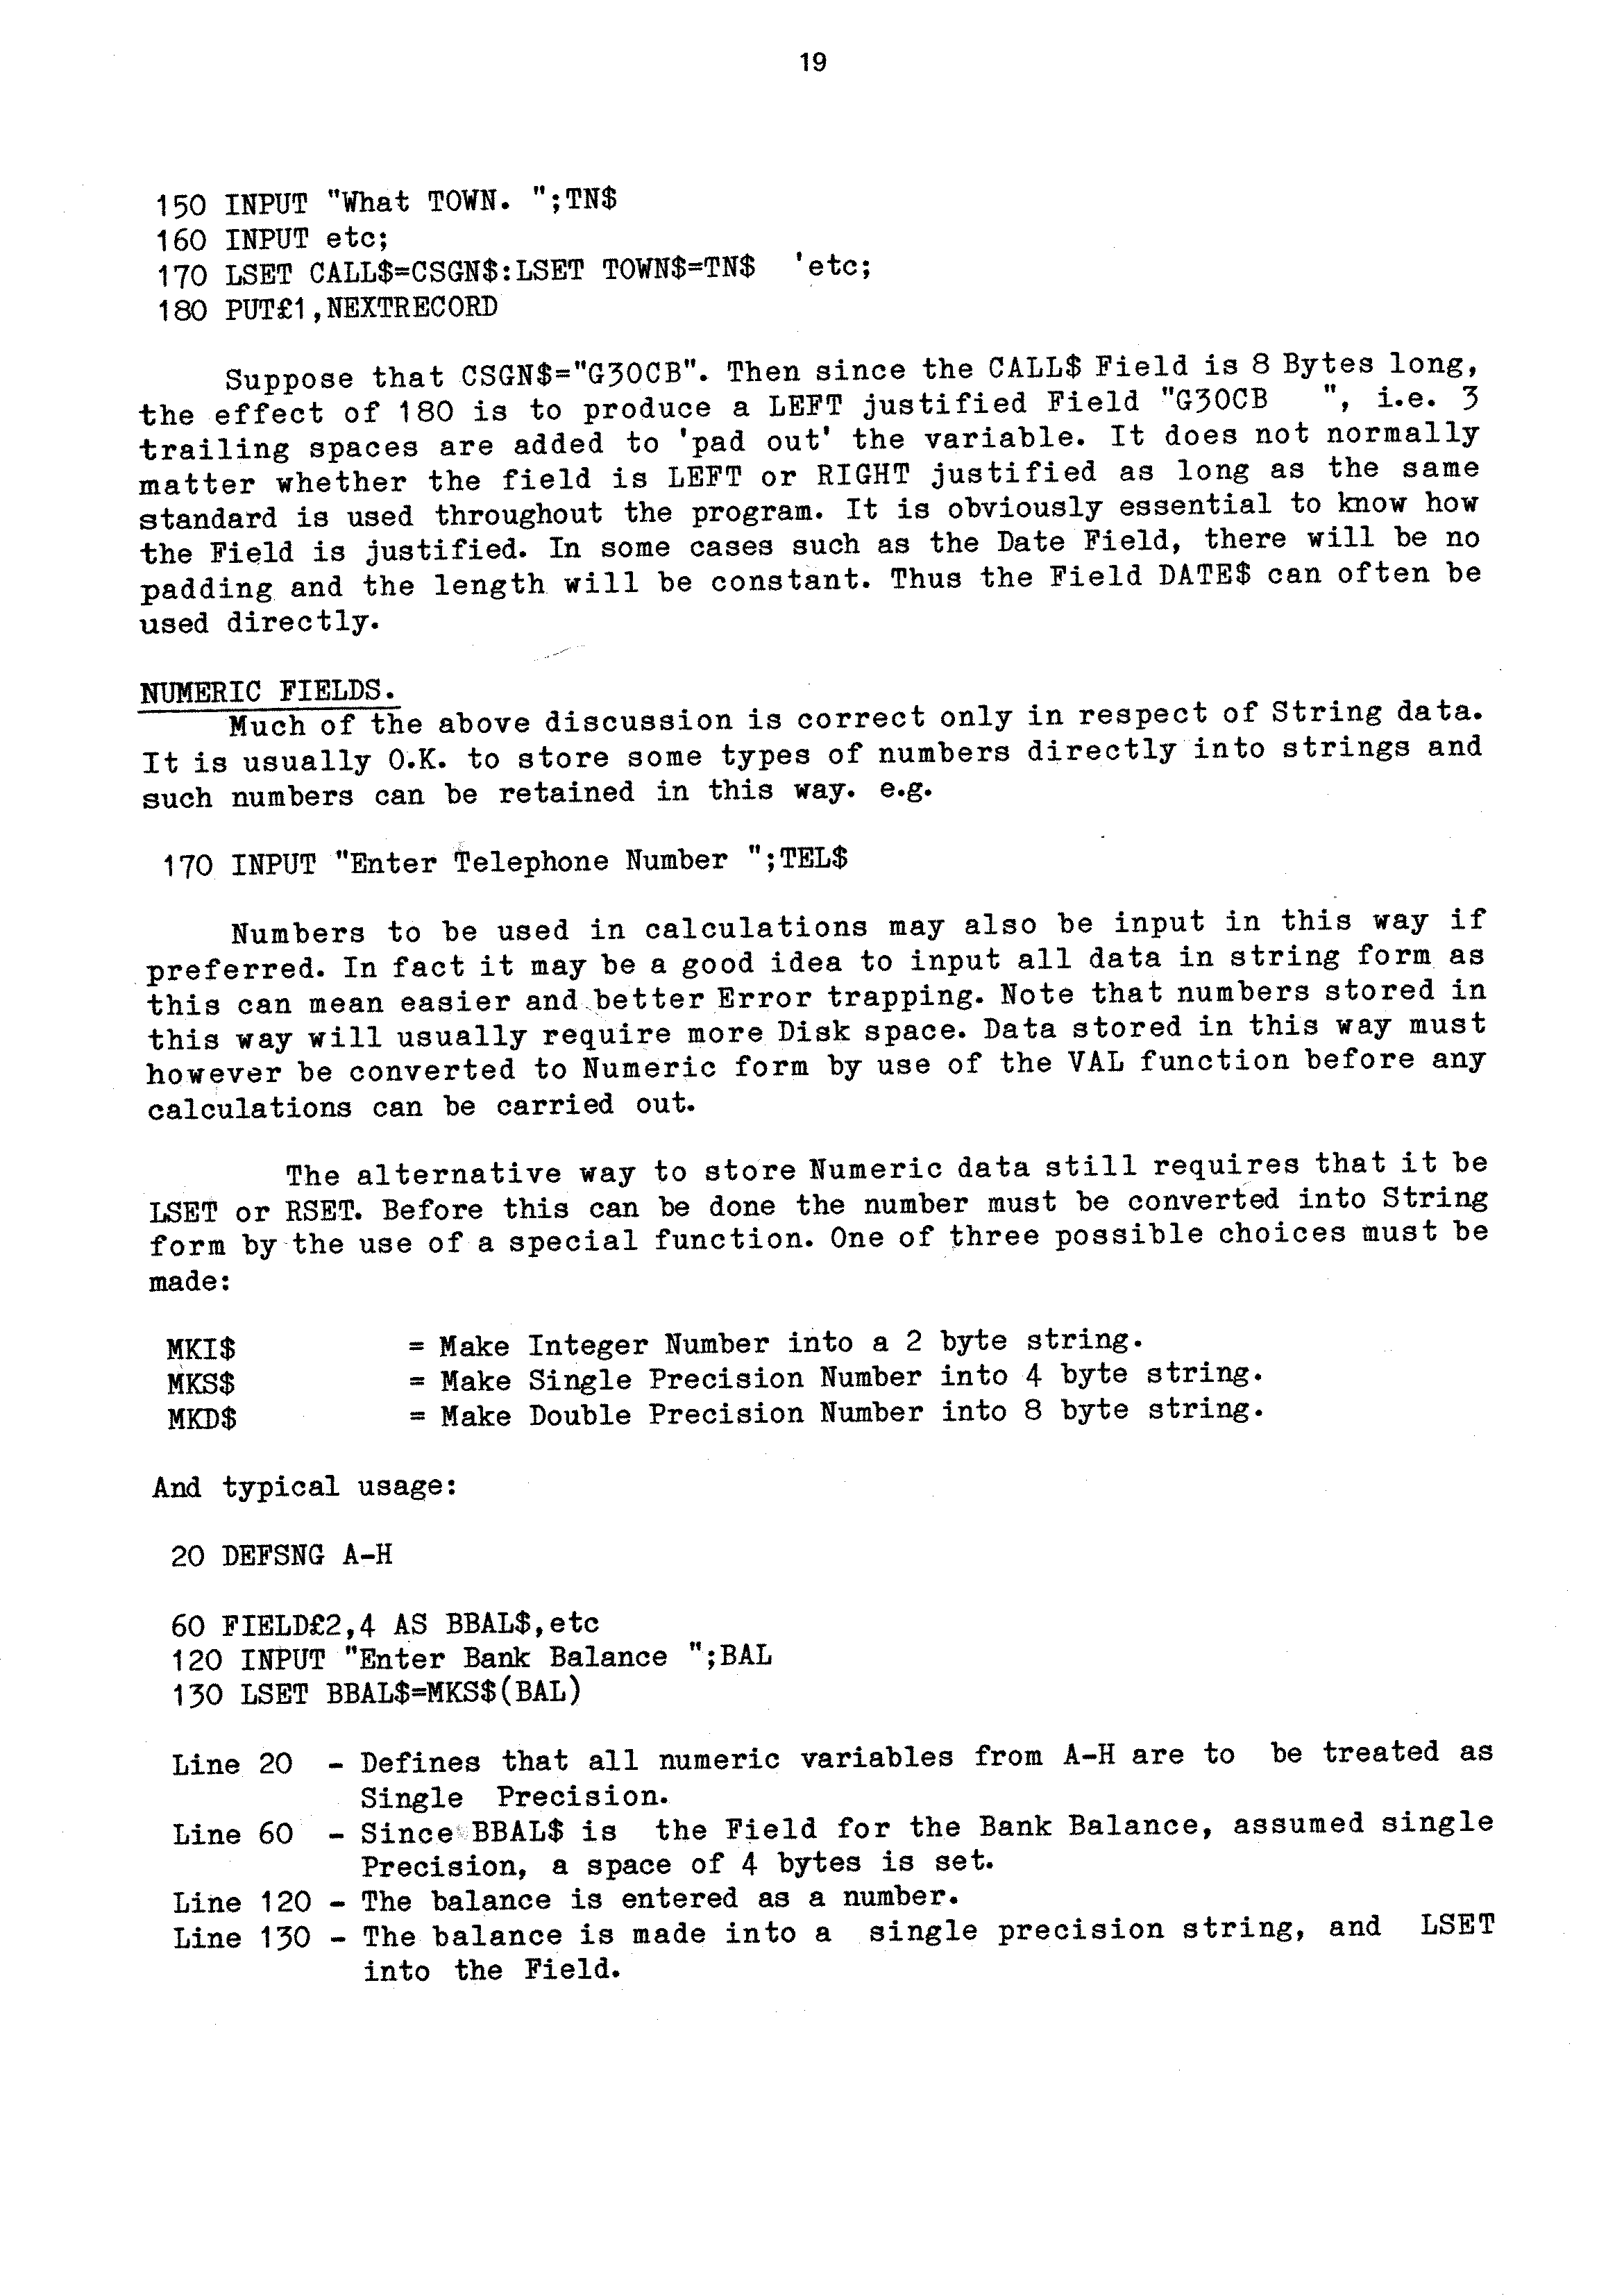 19
150 INPUT "What TOWN. ";TN$
160 INPUT etc;
170 LSET CALL$=CSGN$:LSET TOWN$=TN$  'etc;
180 PUT£1,NEXTRECORD
Suppose that CSGN$="G3OCB". Then since the CALL$ Field is 8 Bytes long,
the effect of 180 is to produce a LEFT justified Field "G3OCB   ", i.e. 3
trailing spaces are added to 'pad out' the variable. It does not normally
matter whether the field is LEFT or RIGHT justified as long as the same
standard is used throughout the program. It is obviously essential to know how
the Field is justified. In some cases such as the Date Field, there will be no
padding and the length will be constant. Thus the Field DATE$ can often be
used directly.
NUMERIC FIELDS.
Much of the above discussion is correct only in respect of String data.
It is usually O.K. to store some types of numbers directly into strings and
such numbers can be retained in this way. e.g.
170 INPUT "Enter Telephone Number ";TEL$
Numbers to be used in calculations may also be input in this way if
preferred. In fact it may be a good idea to input all data in string form as
this can mean easier and better Error trapping. Note that numbers stored in
this way will usually require more Disk space. Data stored in this way must
however be converted to Numeric form by use of the VAL function before any
calculations can be carried out.
The alternative way to store Numeric data still requires that it be
LSET or RSET. Before this can be done the number must be converted into String
form by the use of a special function. One of three possible choices must be
made:
MKI$ = Make Integer Number into a 2 byte string.
MKS$ = Make Single Precision Number into 4 byte string.
MKD$ = Make Double Precision Number into 8 byte string.
And typical usage:
20 DEFSNG A-H
60 FIELD£2,4 AS BBAL$,etc
120 INPUT "Enter Bank Balance ";BAL
130 LSET BBAL$=MKS$(BAL)
Line 20 - Defines that all numeric variables from A-H are to be treated as
Single Precision.
Line 60 - Since BBAL$ is the Field for the Bank Balance, assumed single
Precision, a space of 4 bytes is set.
Line 120 - The balance is entered as a number.
Line 130 - The balance is made into a single precision string, and LSET
into the Field.